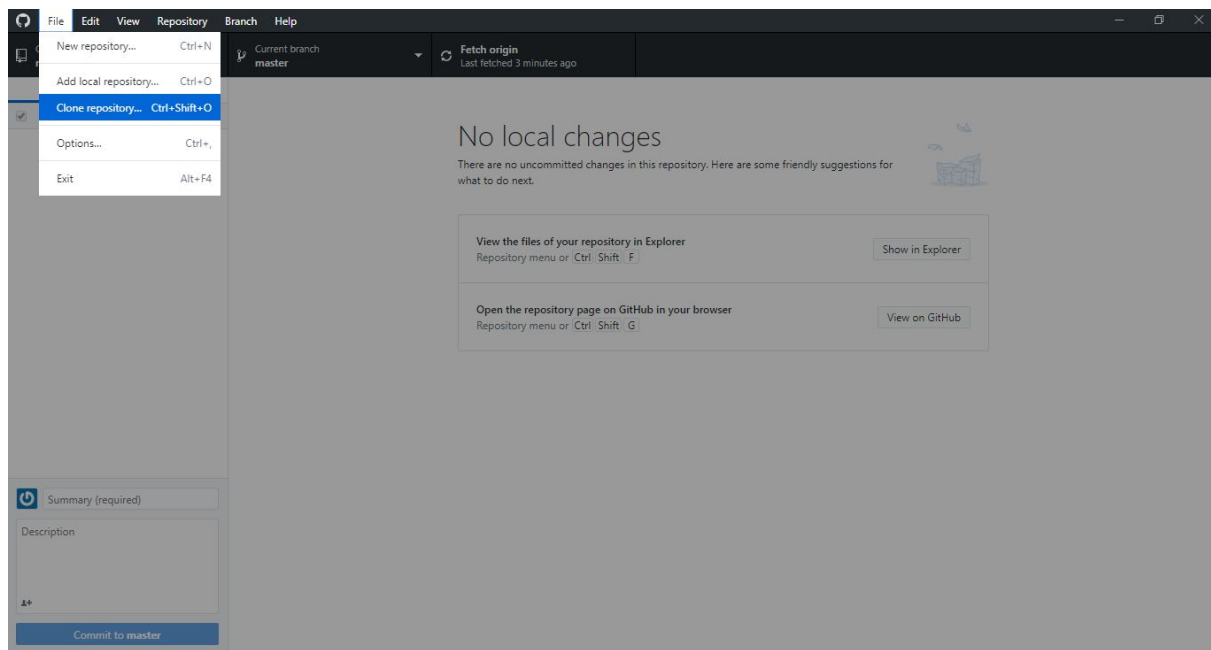 File Edit View Repository Branch Help
New repository... Ctrl+N
Add local repository... Ctrl+O
Clone repository... Ctrl+Shift+O
Options... Ctrl+,
Exit Alt+F4
Current branch
master
Fetch origin
Last fetched 3 minutes ago
No local changes
There are no uncommitted changes in this repository. Here are some friendly suggestions for
what to do next.
View the files of your repository in Explorer
Repository menu or Ctrl Shift F
Show in Explorer
Open the repository page on GitHub in your browser
Repository menu or Ctrl Shift G
View on GitHub
Summary (required)
Description
Commit to master